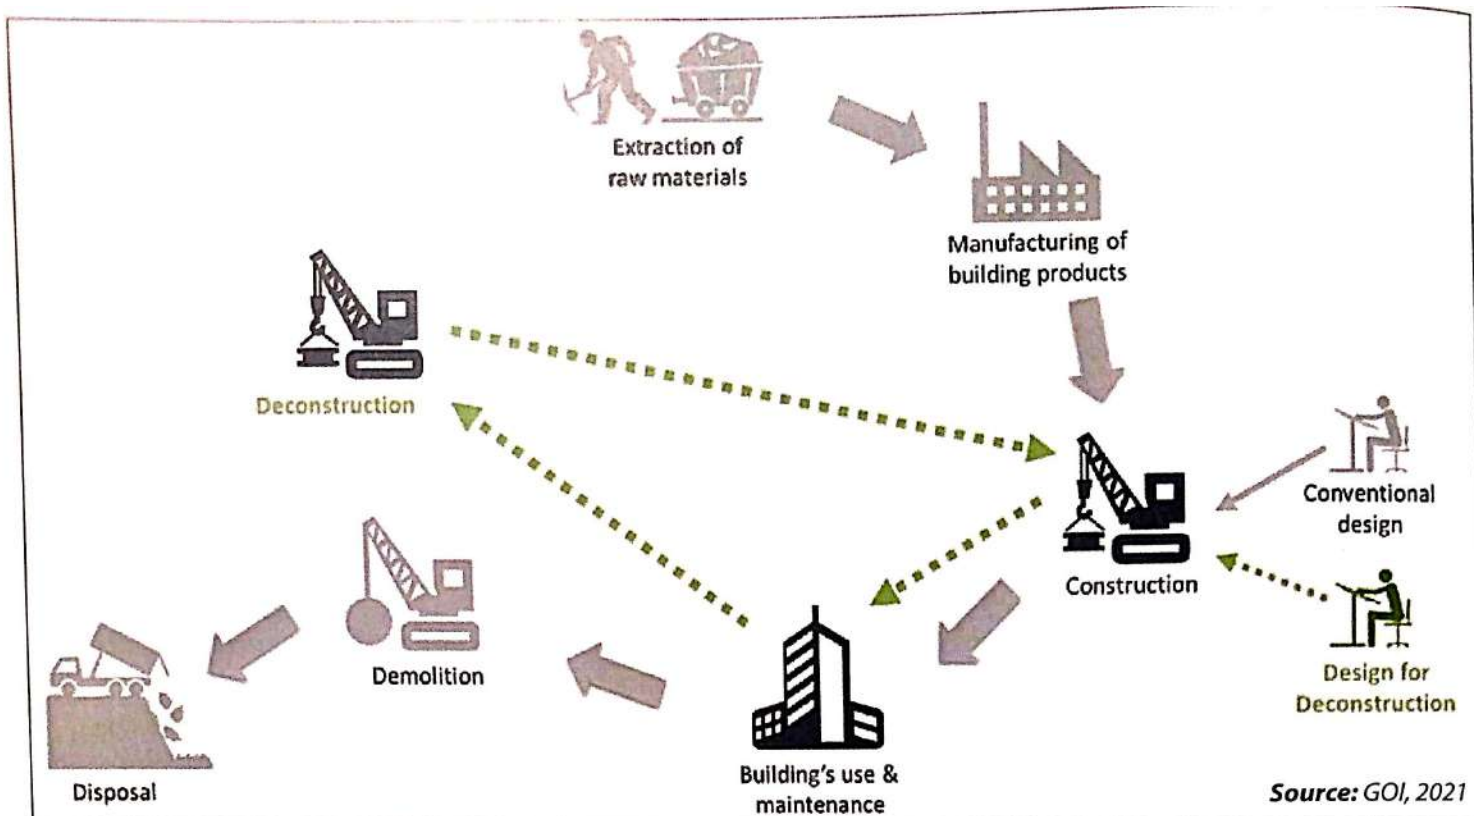 Extraction of
raw materials
Manufacturing of
building products
Deconstruction
Conventional
design
Construction
Design for
Deconstruction
Demolition
Disposal
Building's use &
maintenance
Source: GOI, 2021